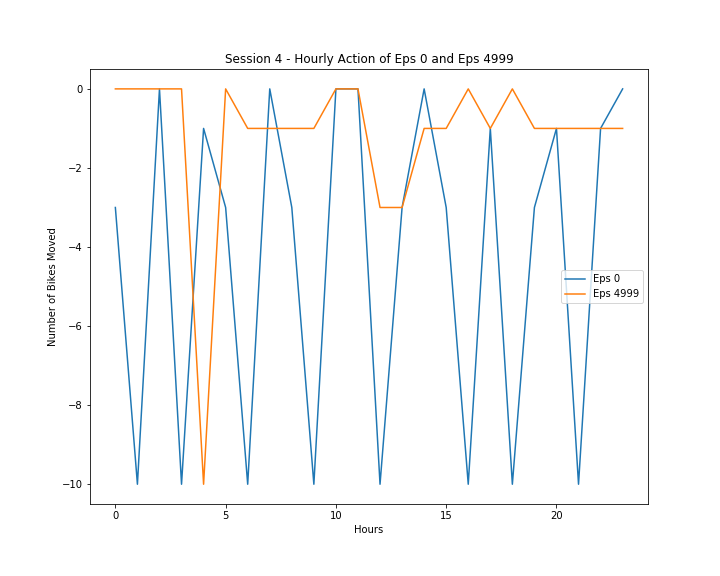 Session 4 - Hourly Action of Eps 0 and Eps 4999
Number of Bikes Moved
0
−2
−4
−6
−8
−10
Eps 0
Eps 4999
0 5 10 15 20
Hours